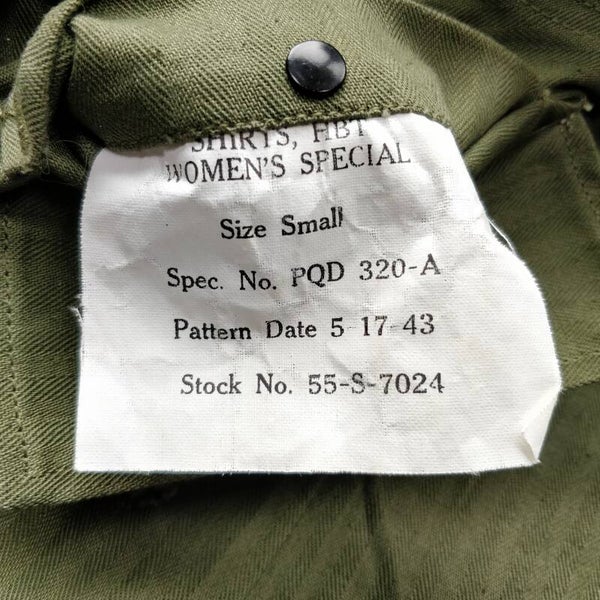 SHIRTS, HBT
WOMEN'S SPECIAL
Size Small
Spec. No. PQD 320-A
Pattern Date 5-17-43
Stock No. 55-S-7024